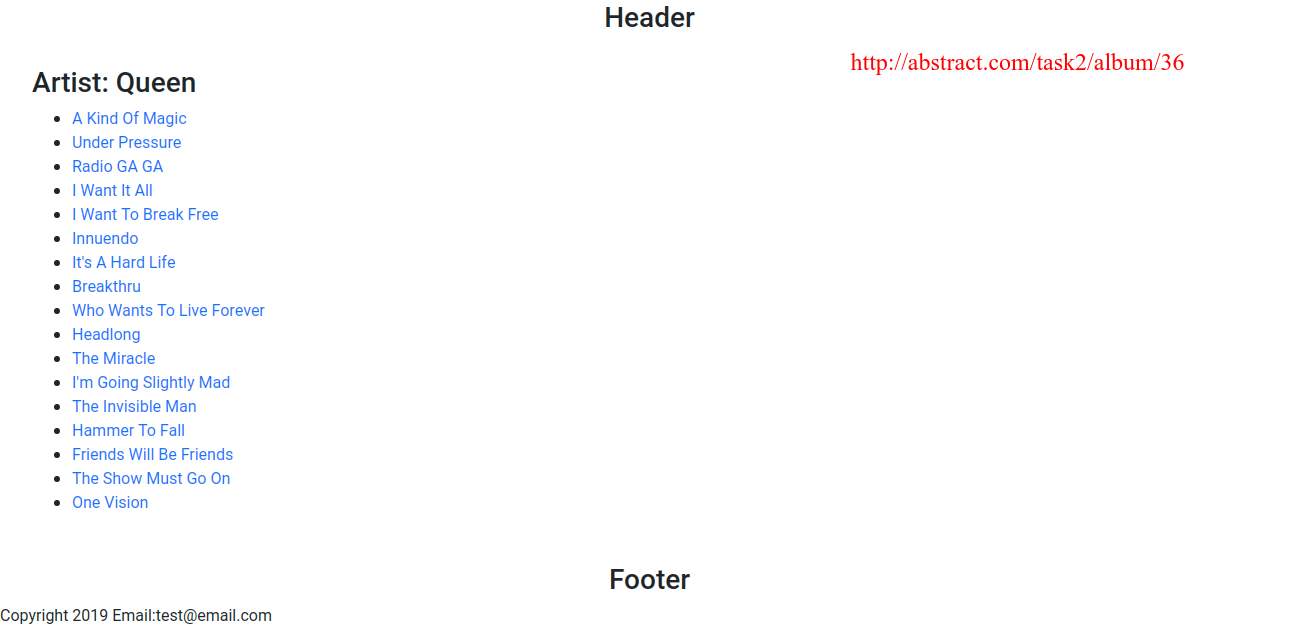 Header
http://abstract.com/task2/album/36
Artist: Queen
A Kind Of Magic
Under Pressure
Radio GA GA
I Want It All
I Want To Break Free
Innuendo
It's A Hard Life
Breakthru
Who Wants To Live Forever
Headlong
The Miracle
I'm Going Slightly Mad
The Invisible Man
Hammer To Fall
Friends Will Be Friends
The Show Must Go On
One Vision
Footer
Copyright 2019 Email:test@email.com